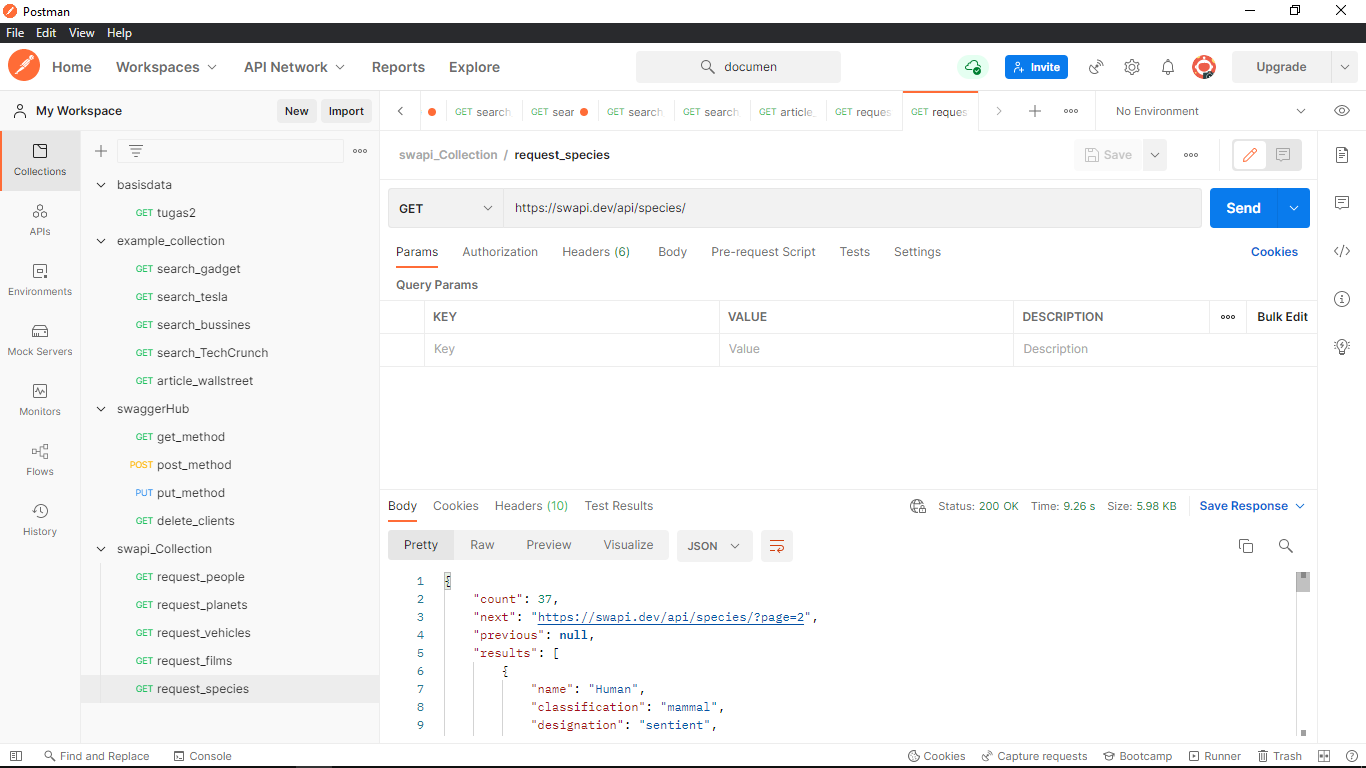 Postman
File Edit View Help
Home Workspaces API Network Reports Explore documen Invite Upgrade
My Workspace New Import GET search GET sear GET search GET search GET article_ GET reques GET reques No Environment
swapi_Collection / request_species Save
Collections
APIs
Environments
Mock Servers
Monitors
Flows
History
basisdata
GET tugas2
example_collection
GET search_gadget
GET search_tesla
GET search_bussines
GET search_TechCrunch
GET article_wallstreet
swaggerHub
GET get_method
POST post_method
PUT put_method
GET delete_clients
swapi_Collection
GET request_people
GET request_planets
GET request_vehicles
GET request_films
GET request_species
GET https://swapi.dev/api/species/ Send
Params Authorization Headers (6) Body Pre-request Script Tests Settings Cookies
Query Params
KEY VALUE DESCRIPTION Bulk Edit
Key Value Description
Body Cookies Headers (10) Test Results Status: 200 OK Time: 9.26 s Size: 5.98 KB Save Response
Pretty Raw Preview Visualize JSON
1 {
2 "count": 37,
3 "next": "https://swapi.dev/api/species/?page=2",
4 "previous": null,
5 "results": [
6 {
7 "name": "Human",
8 "classification": "mammal",
9 "designation": "sentient",
Find and Replace Console Cookies Capture requests Bootcamp Runner Trash